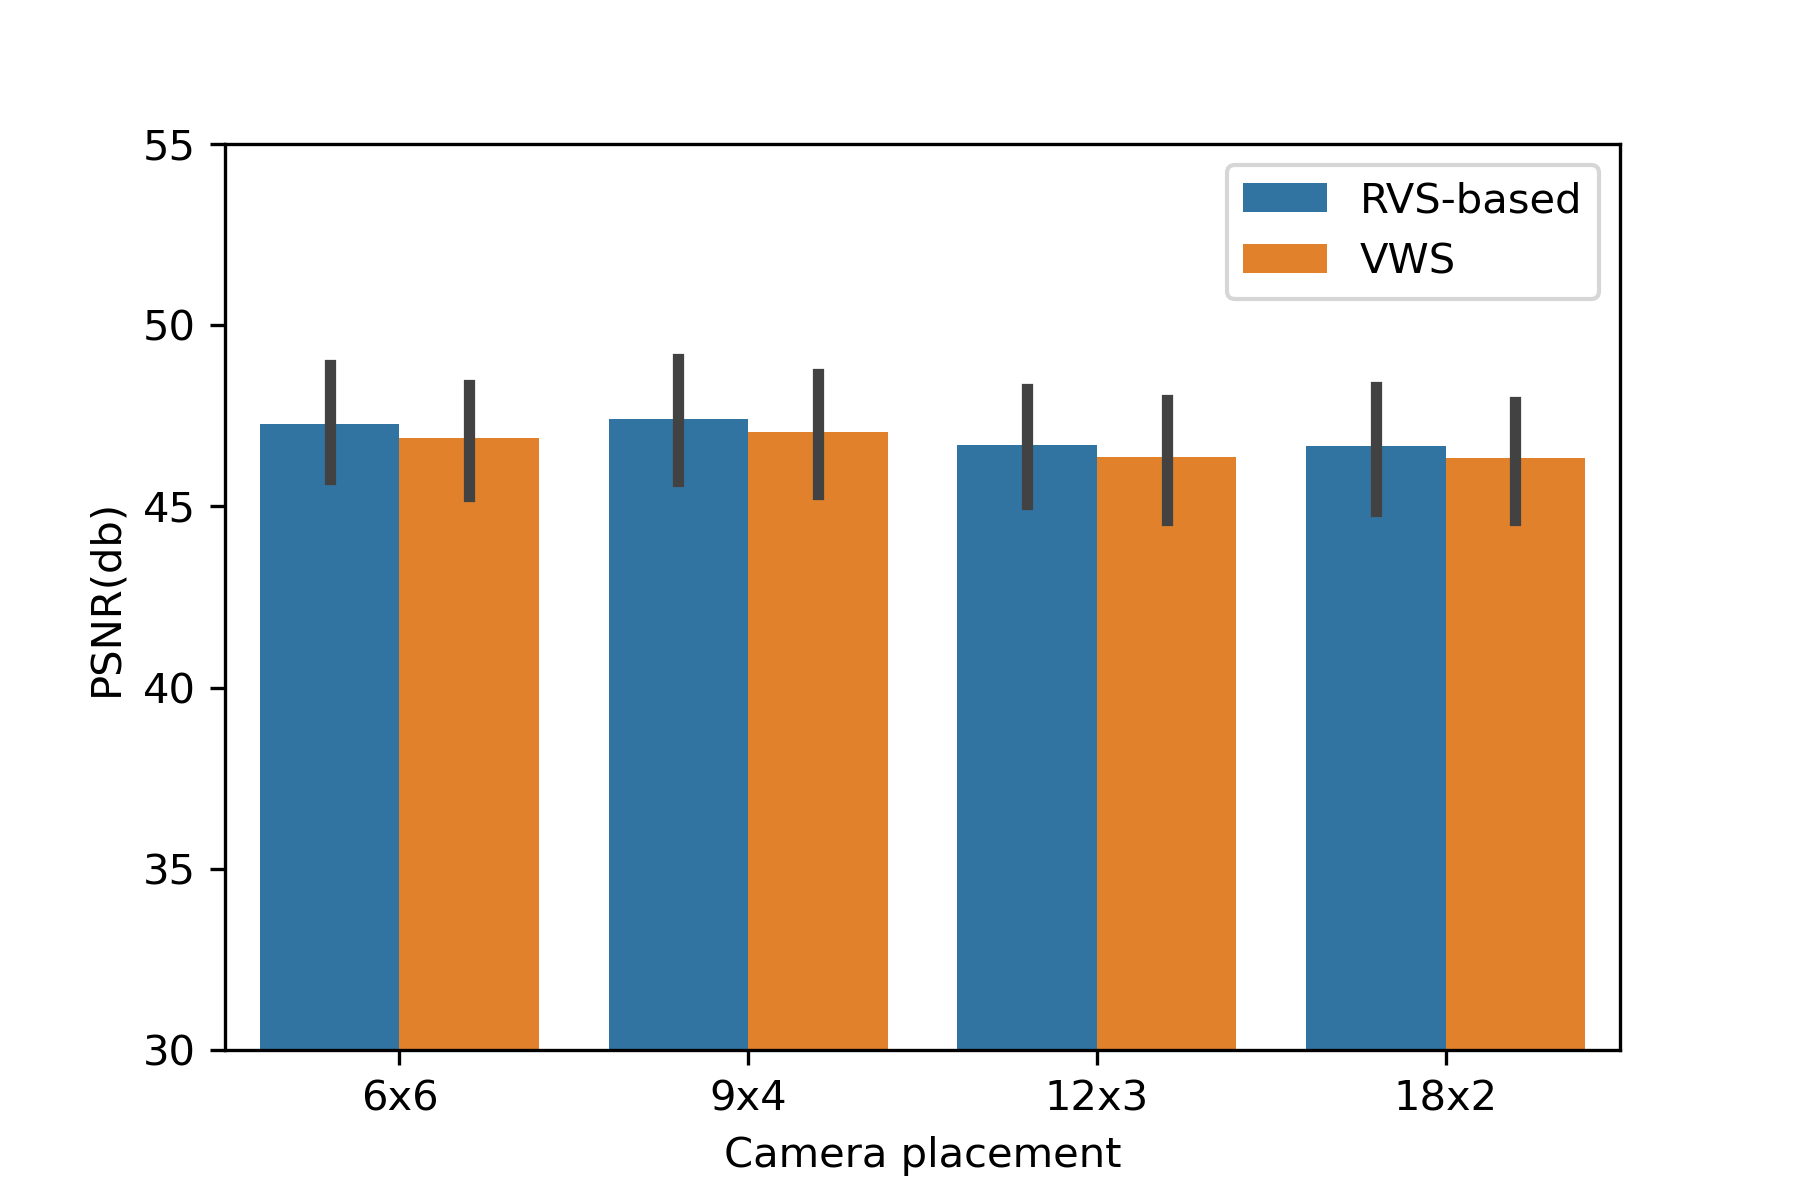 RVS-based
VWS
55
50
45
40
35
30
PSNR(db)
6x6
9x4
12x3
18x2
Camera placement